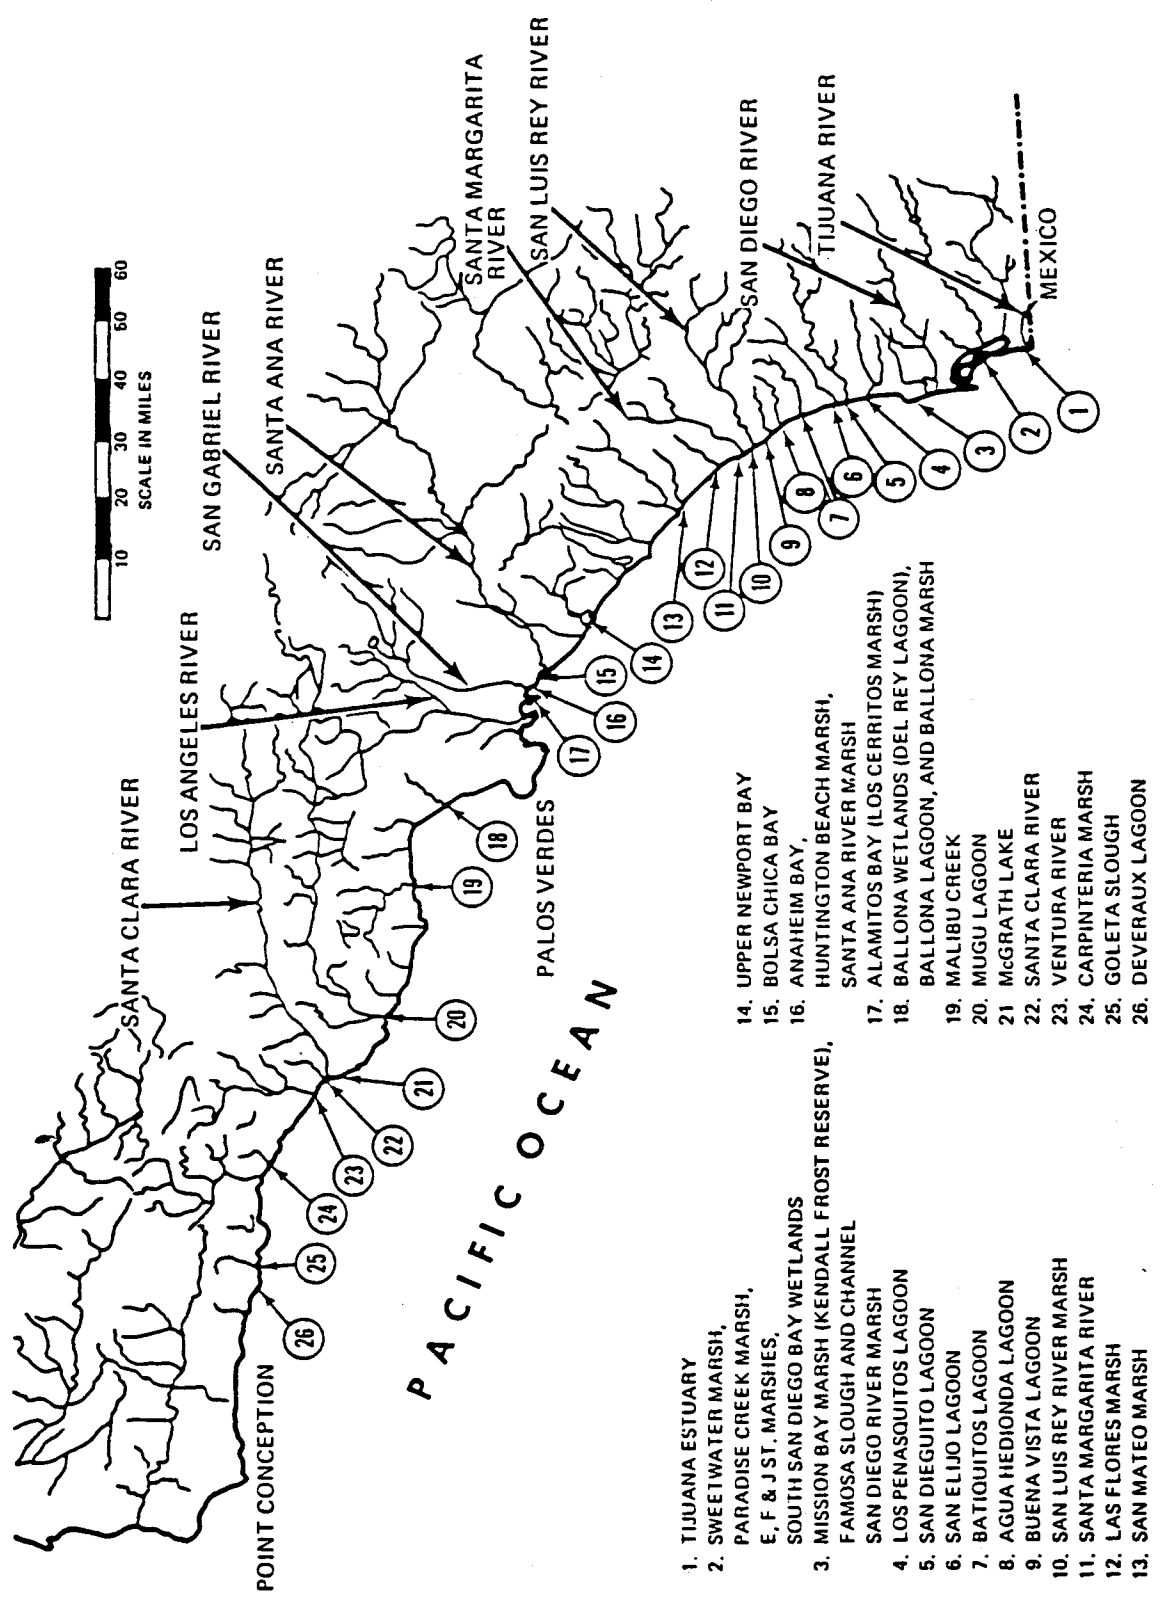 POINT CONCEPTION
SANTA CLARA RIVER
LOS ANGELES RIVER
SAN GABRIEL RIVER
SANTA ANA RIVER
SANTA MARGARITA
RIVER
SAN LUIS REY RIVER
SAN DIEGO RIVER
TIJUANA RIVER
MEXICO
10 20 30 40 50 60
SCALE IN MILES
PALOS VERDES
PACIFIC OCEAN
26
25
24
23
22
21
20
19
18
17
16
15
14
13
12
11
10
9
8
7
6
5
4
3
2
1
1. TIJUANA ESTUARY
2. SWEETWATER MARSH,
PARADISE CREEK MARSH,
E, F & J ST. MARSHES,
SOUTH SAN DIEGO BAY WETLANDS
3. MISSION BAY MARSH (KENDALL FROST RESERVE),
FAMOSA SLOUGH AND CHANNEL
SAN DIEGO RIVER MARSH
4. LOS PENASQUITOS LAGOON
5. SAN DIEGUITO LAGOON
6. SAN ELIJO LAGOON
7. BATIQUITOS LAGOON
8. AGUA HEDIONDA LAGOON
9. BUENA VISTA LAGOON
10. SAN LUIS REY RIVER MARSH
11. SANTA MARGARITA RIVER
12. LAS FLORES MARSH
13. SAN MATEO MARSH
14. UPPER NEWPORT BAY
15. BOLSA CHICA BAY
16. ANAHEIM BAY,
HUNTINGTON BEACH MARSH,
SANTA ANA RIVER MARSH
17. ALAMITOS BAY (LOS CERRITOS MARSH)
18. BALLONA WETLANDS (DEL REY LAGOON),
BALLONA LAGOON, AND BALLONA MARSH
19. MALIBU CREEK
20. MUGU LAGOON
21 McGRATH LAKE
22. SANTA CLARA RIVER
23. VENTURA RIVER
24. CARPINTERIA MARSH
25. GOLETA SLOUGH
26. DEVERAUX LAGOON